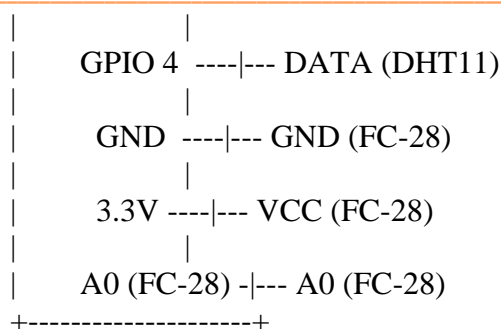 |                    |
|      GPIO 4  ----|--- DATA (DHT11)
|                    |
|        GND  ----|--- GND (FC-28)
|                    |
|        3.3V ----|--- VCC (FC-28)
|                    |
|      A0 (FC-28) -|--- A0 (FC-28)
+---------------------+